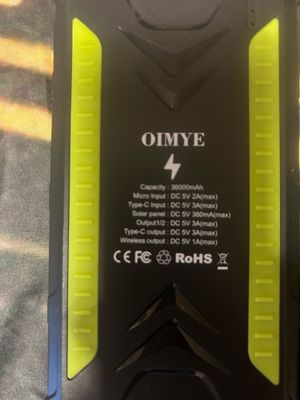 OIMYE
Capacity : 36000mAh
Micro Input : DC 5V 2A(max)
Type-C Input : DC 5V 3A(max)
Solar panel : DC 5V 360mA(max)
Output1/2 : DC 5V 3A(max)
Type-C output : DC 5V 3A(max)
Wireless output : DC 5V 1A(max)
CE FC RoHS